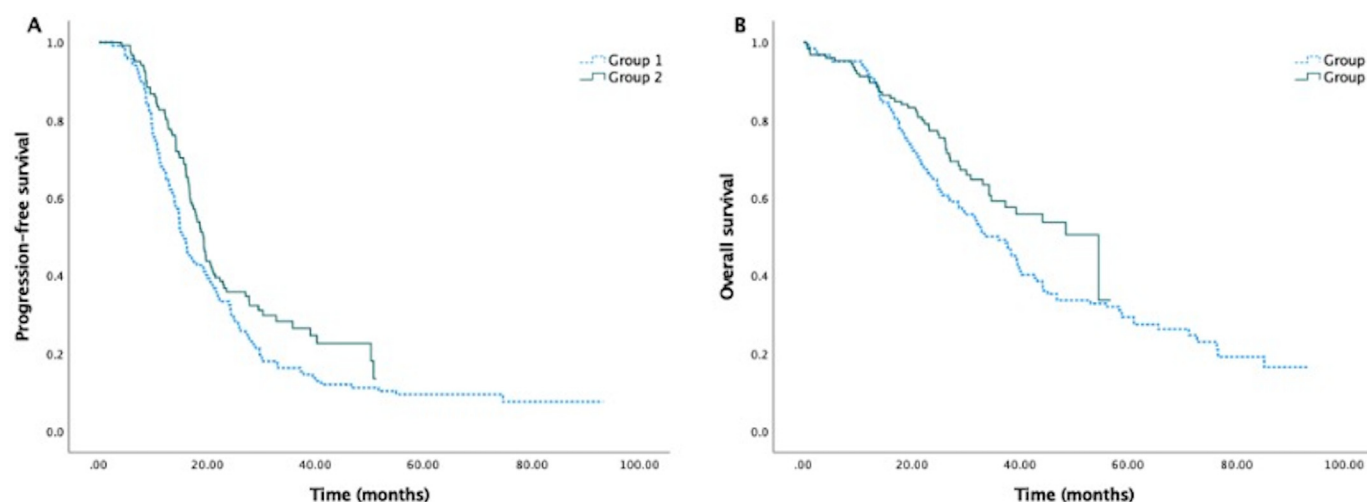 A
Progression-free survival
1.0
0.8
0.6
0.4
0.2
0.0
.00
20.00
40.00
60.00
80.00
100.00
Time (months)
Group 1
Group 2
B
Overall survival
1.0
0.8
0.6
0.4
0.2
0.0
.00
20.00
40.00
60.00
80.00
100.00
Time (months)
Group
Group